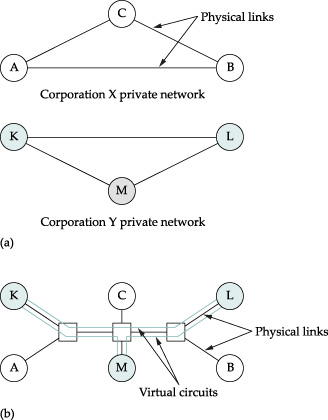 C
Physical links
A
B
Corporation X private network
K
L
M
Corporation Y private network
(a)
K
C
L
Physical links
A
M
B
Virtual circuits
(b)